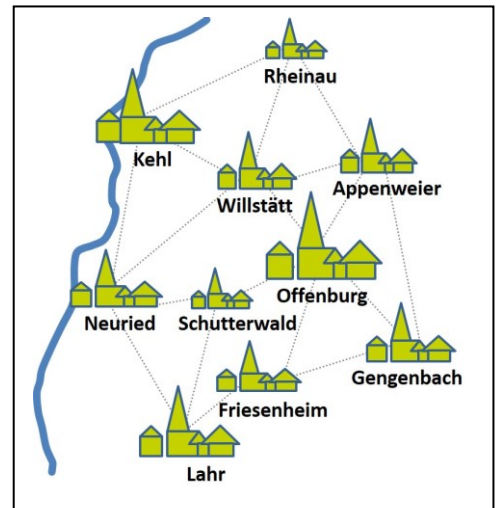 Rheinau
Kehl
Willstätt
Appenweier
Offenburg
Neuried
Schutterwald
Gengenbach
Friesenheim
Lahr